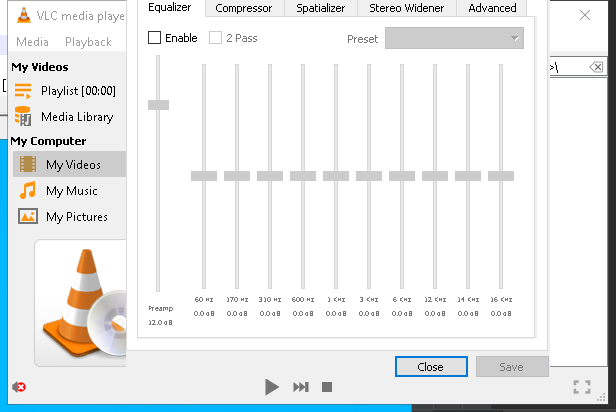 VLC media playe
Media Playback
My Videos
Playlist [00:00]
Media Library
My Computer
My Videos
My Music
My Pictures
Equalizer Compressor Spatializer Stereo Widener Advanced
Enable 2 Pass Preset
Preamp
12.0 dB
60 Hz 170 Hz 310 Hz 600 Hz 1 KHz 3 KHz 6 KHz 12 KHz 14 KHz 16 KHz
0.0 dB 0.0 dB 0.0 dB 0.0 dB 0.0 dB 0.0 dB 0.0 dB 0.0 dB 0.0 dB 0.0 dB
Close Save
>\